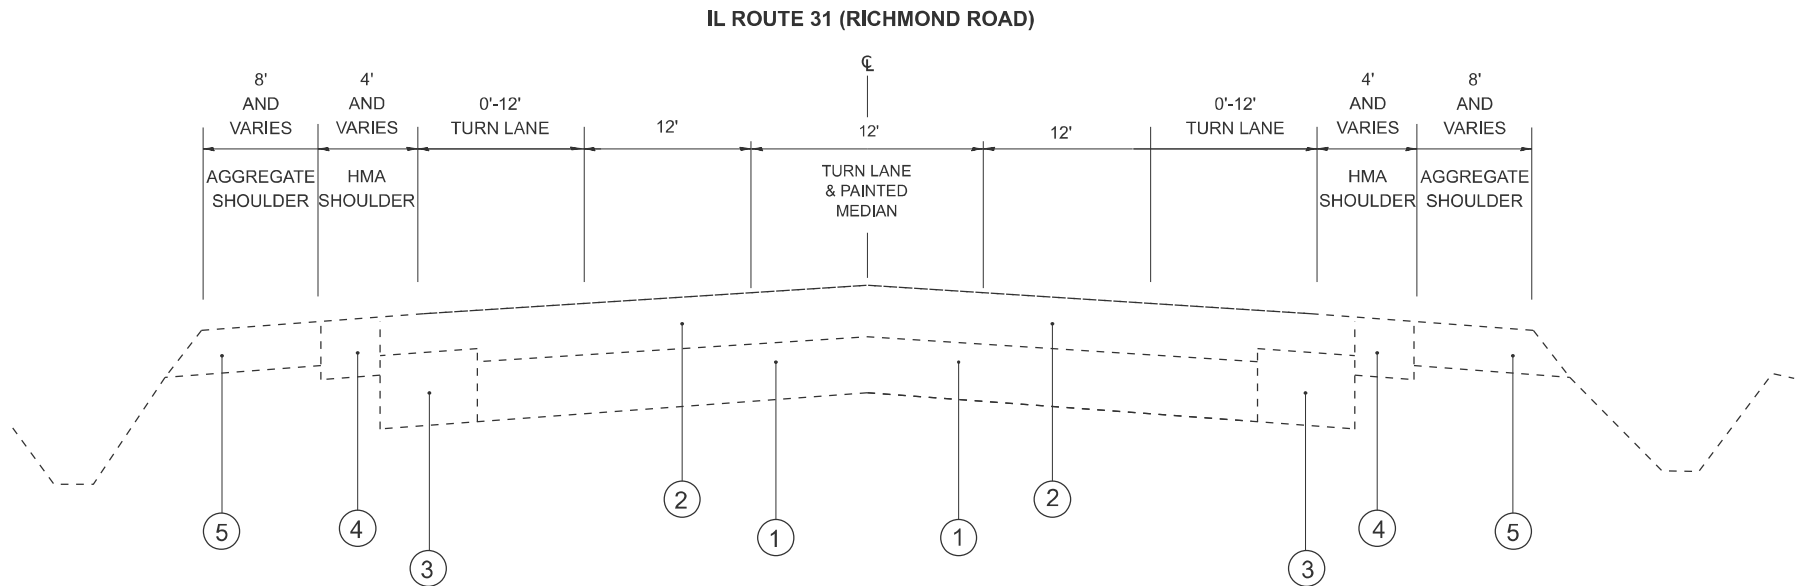 IL ROUTE 31 (RICHMOND ROAD)
℄
8'
AND
VARIES
4'
AND
VARIES
0'-12'
TURN LANE
12'
12'
12'
0'-12'
TURN LANE
4'
AND
VARIES
8'
AND
VARIES
AGGREGATE
SHOULDER
HMA
SHOULDER
TURN LANE
& PAINTED
MEDIAN
HMA
SHOULDER
AGGREGATE
SHOULDER
5
4
3
2
1
1
2
3
4
5